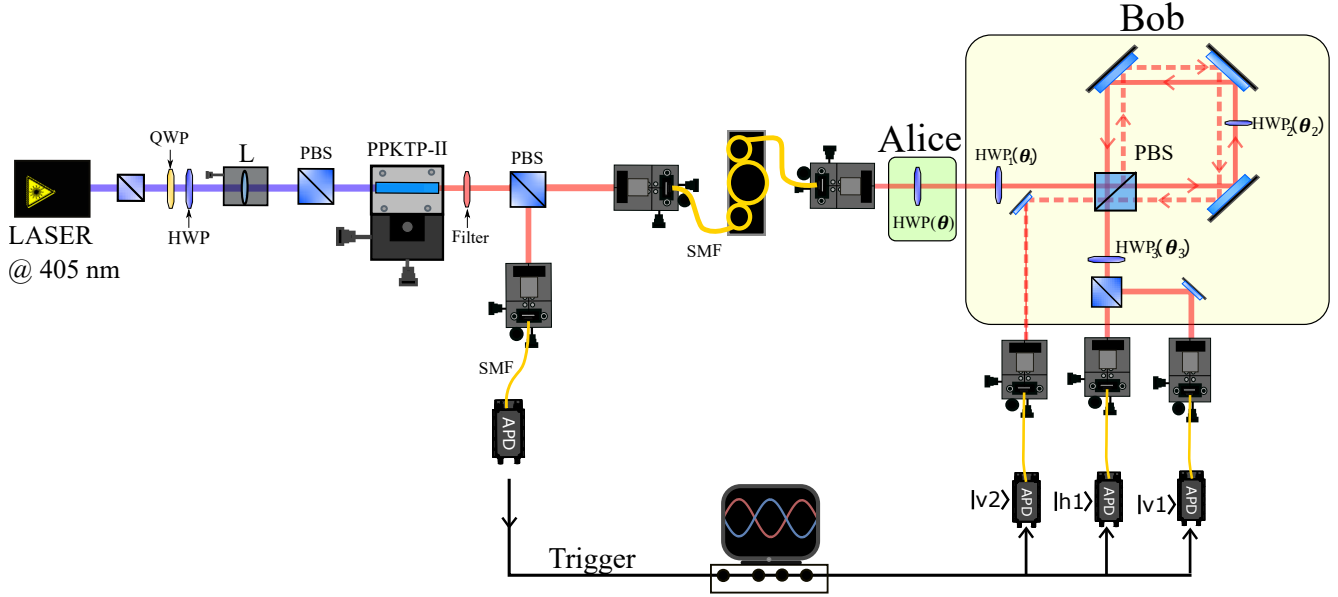 Bob
QWP
L
PBS
PPKTP-II
PBS
Alice
HWP₁(θ₁)
PBS
HWP₂(θ₂)
LASER
@ 405 nm
HWP
Filter
SMF
HWP(θ)
HWP₃(θ₃)
SMF
APD
|v2⟩
APD
|h1⟩
APD
|v1⟩
APD
Trigger